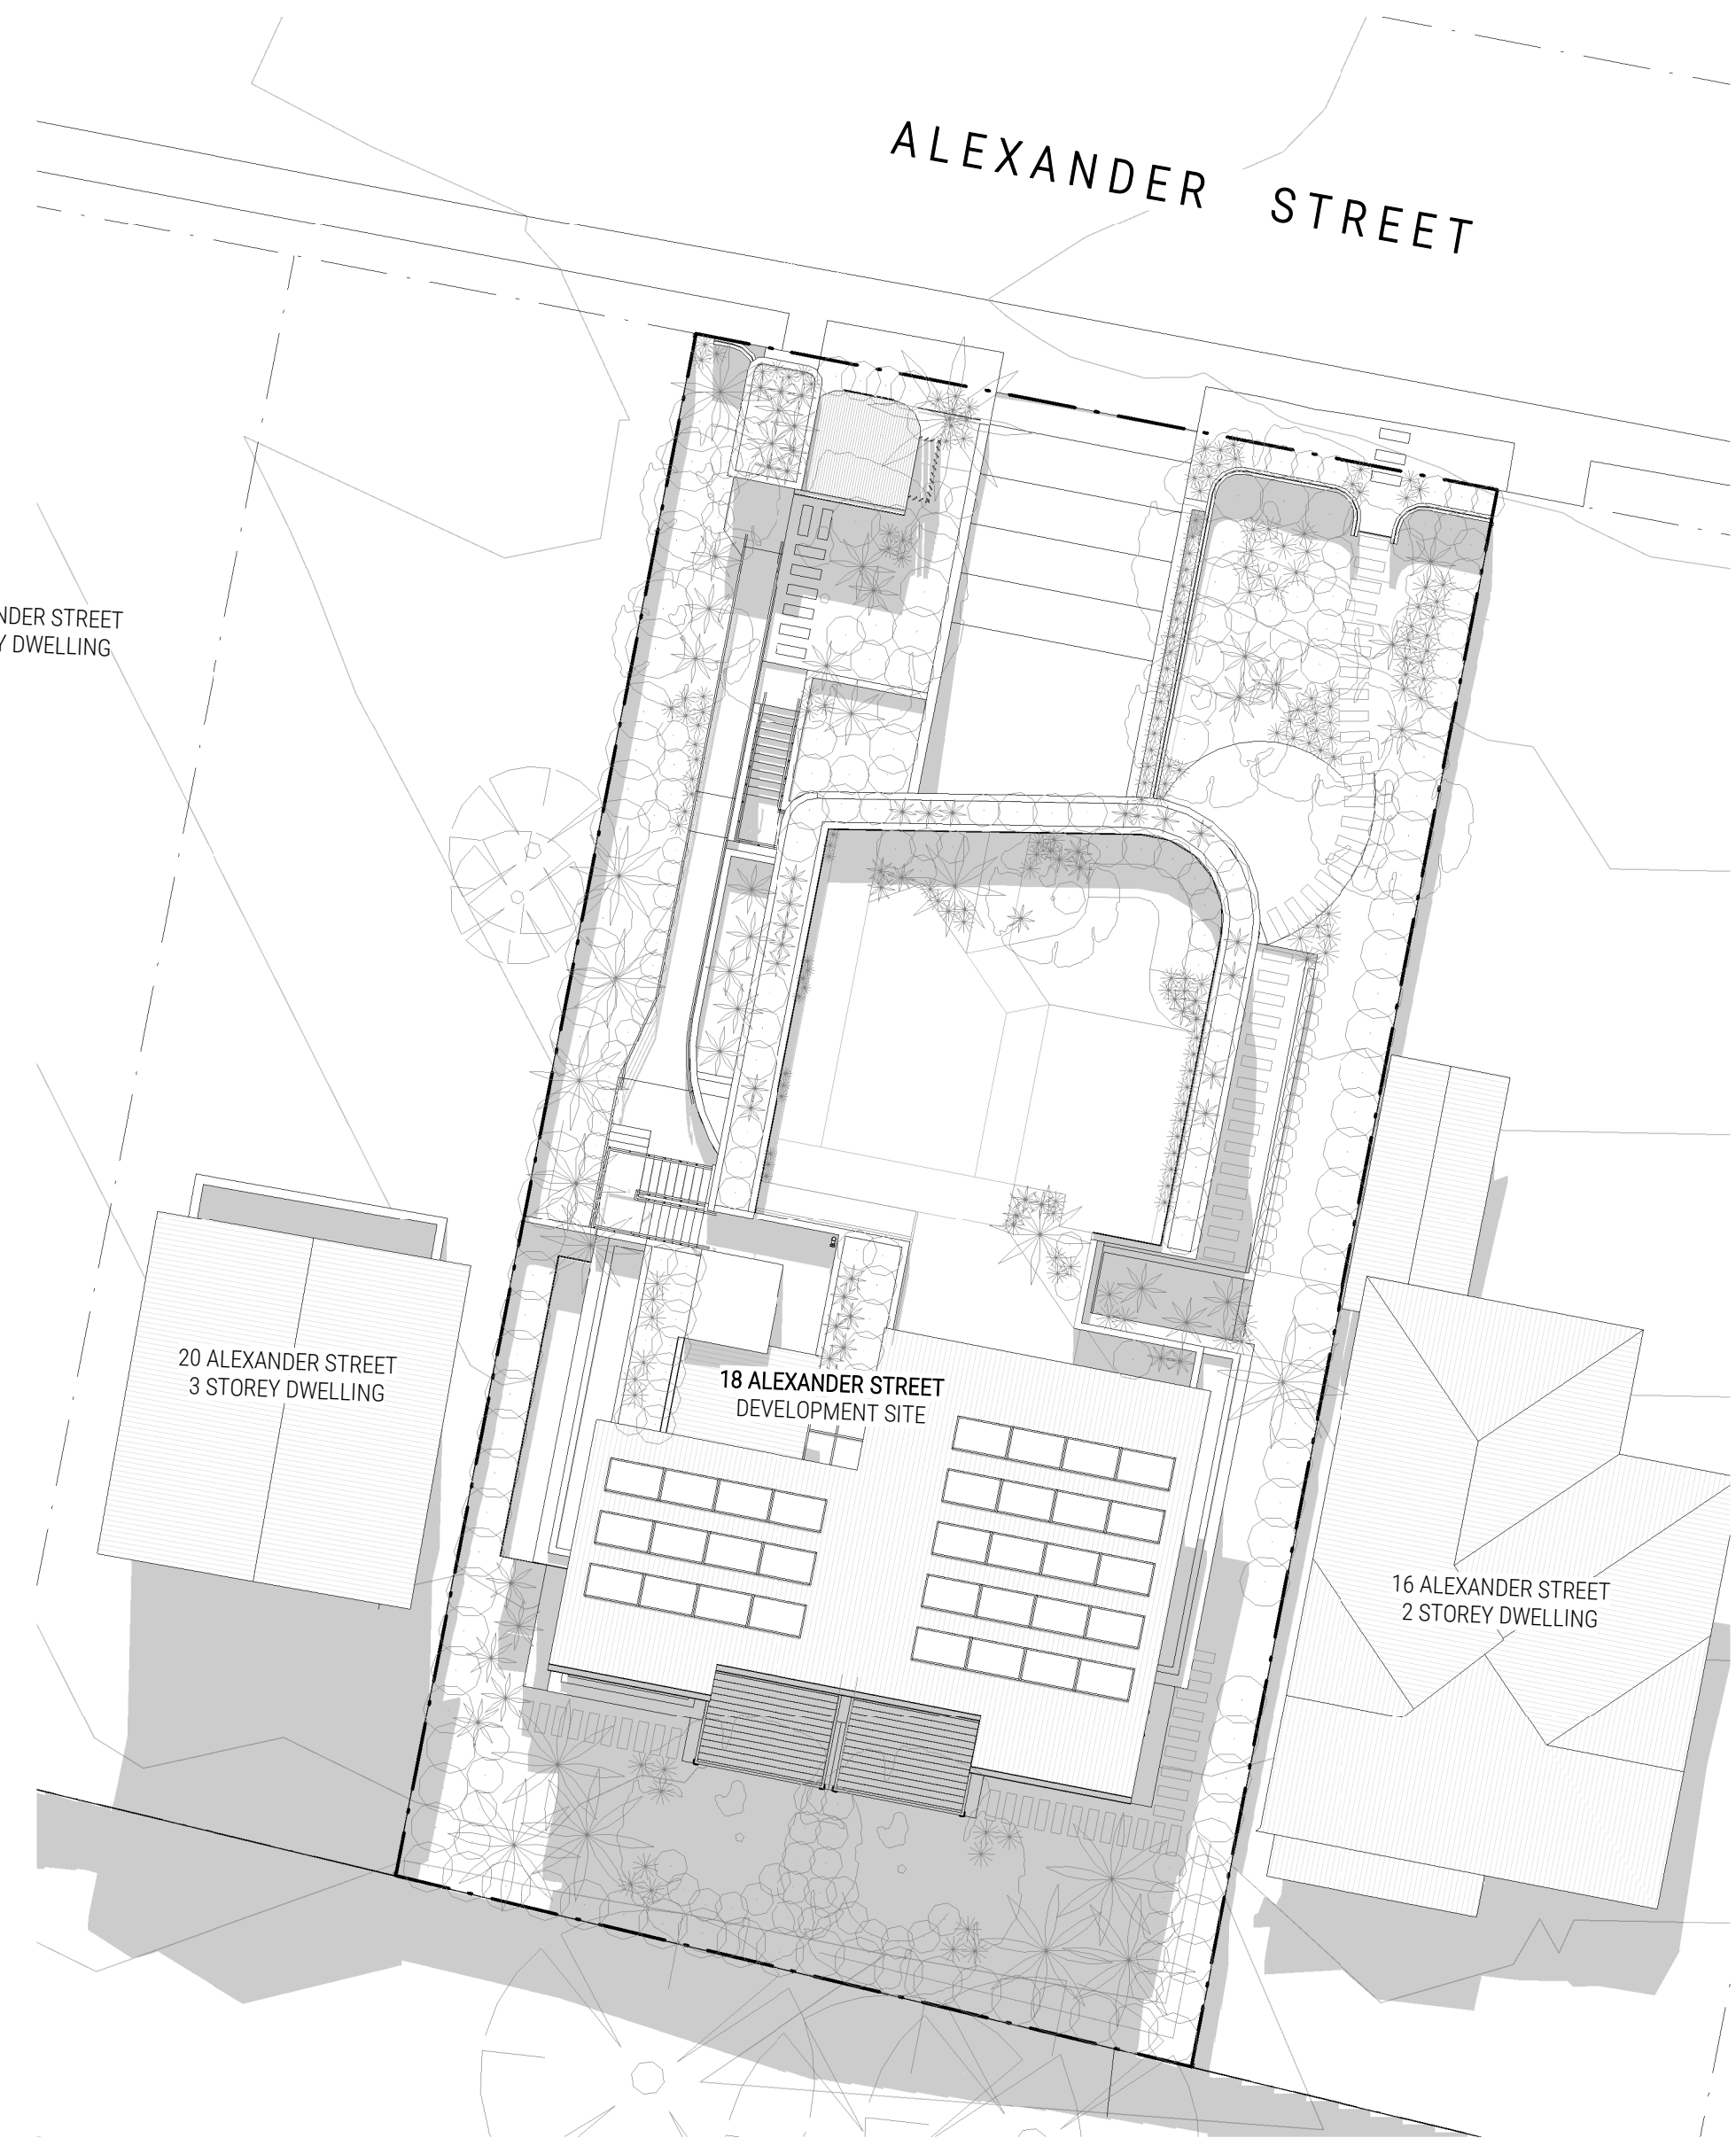 ALEXANDER STREET
NDER STREET
Y DWELLING
20 ALEXANDER STREET
3 STOREY DWELLING
18 ALEXANDER STREET
DEVELOPMENT SITE
16 ALEXANDER STREET
2 STOREY DWELLING